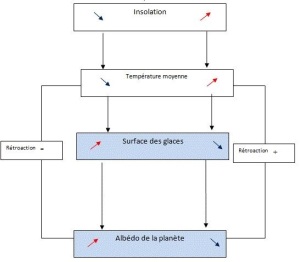 Insolation
Température moyenne
Surface des glaces
Rétroaction
Rétroaction
Albédo de la planète